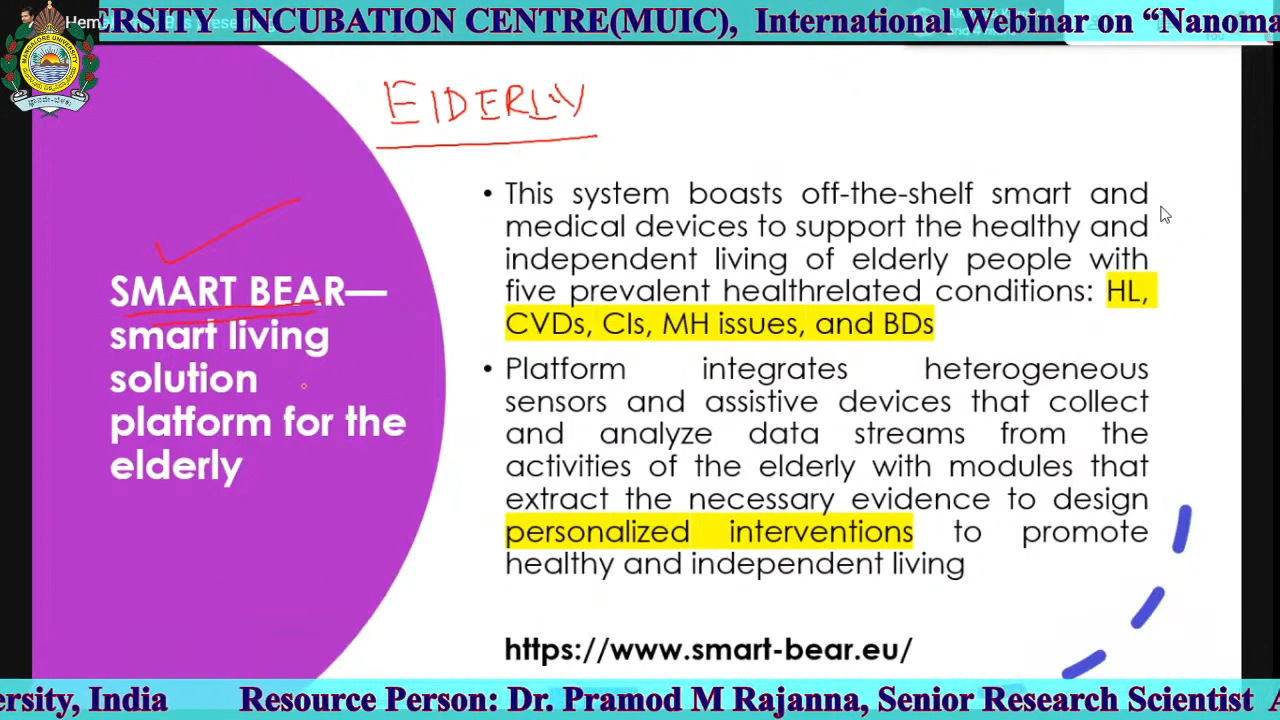 ERSITY INCUBATION CENTRE(MUIC), International Webinar on “Nanoma
ElDERLY
SMART BEAR—
smart living
solution
platform for the
elderly
• This system boasts off-the-shelf smart and
medical devices to support the healthy and
independent living of elderly people with
five prevalent healthrelated conditions: HL,
CVDs, CIs, MH issues, and BDs
• Platform integrates heterogeneous
sensors and assistive devices that collect
and analyze data streams from the
activities of the elderly with modules that
extract the necessary evidence to design
personalized interventions to promote
healthy and independent living
https://www.smart-bear.eu/
ersity, India Resource Person: Dr. Pramod M Rajanna, Senior Research Scientist A